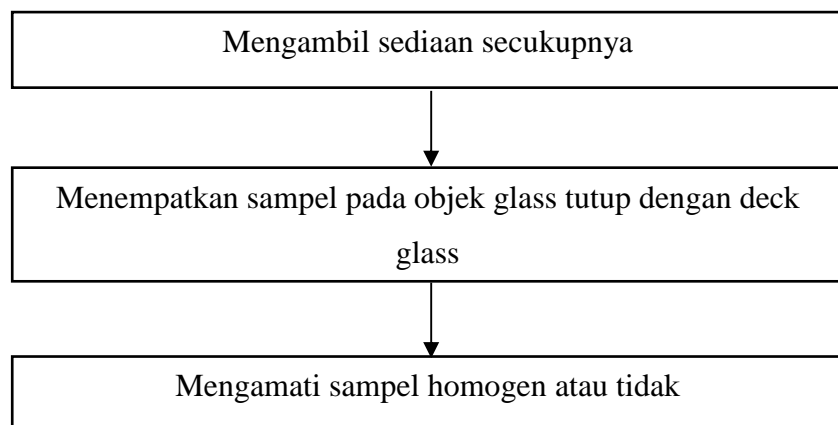 Mengambil sediaan secukupnya
Menempatkan sampel pada objek glass tutup dengan deck
glass
Mengamati sampel homogen atau tidak